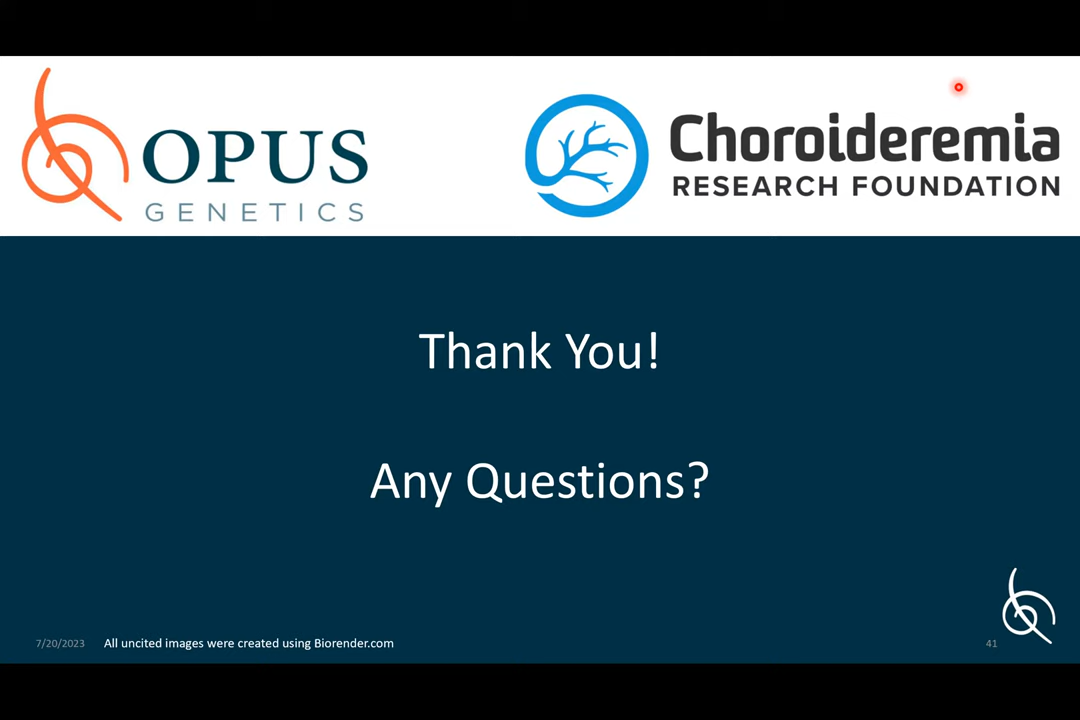 OPUS
GENETICS
Choroideremia
RESEARCH FOUNDATION
Thank You!
Any Questions?
7/20/2023
All uncited images were created using Biorender.com
41